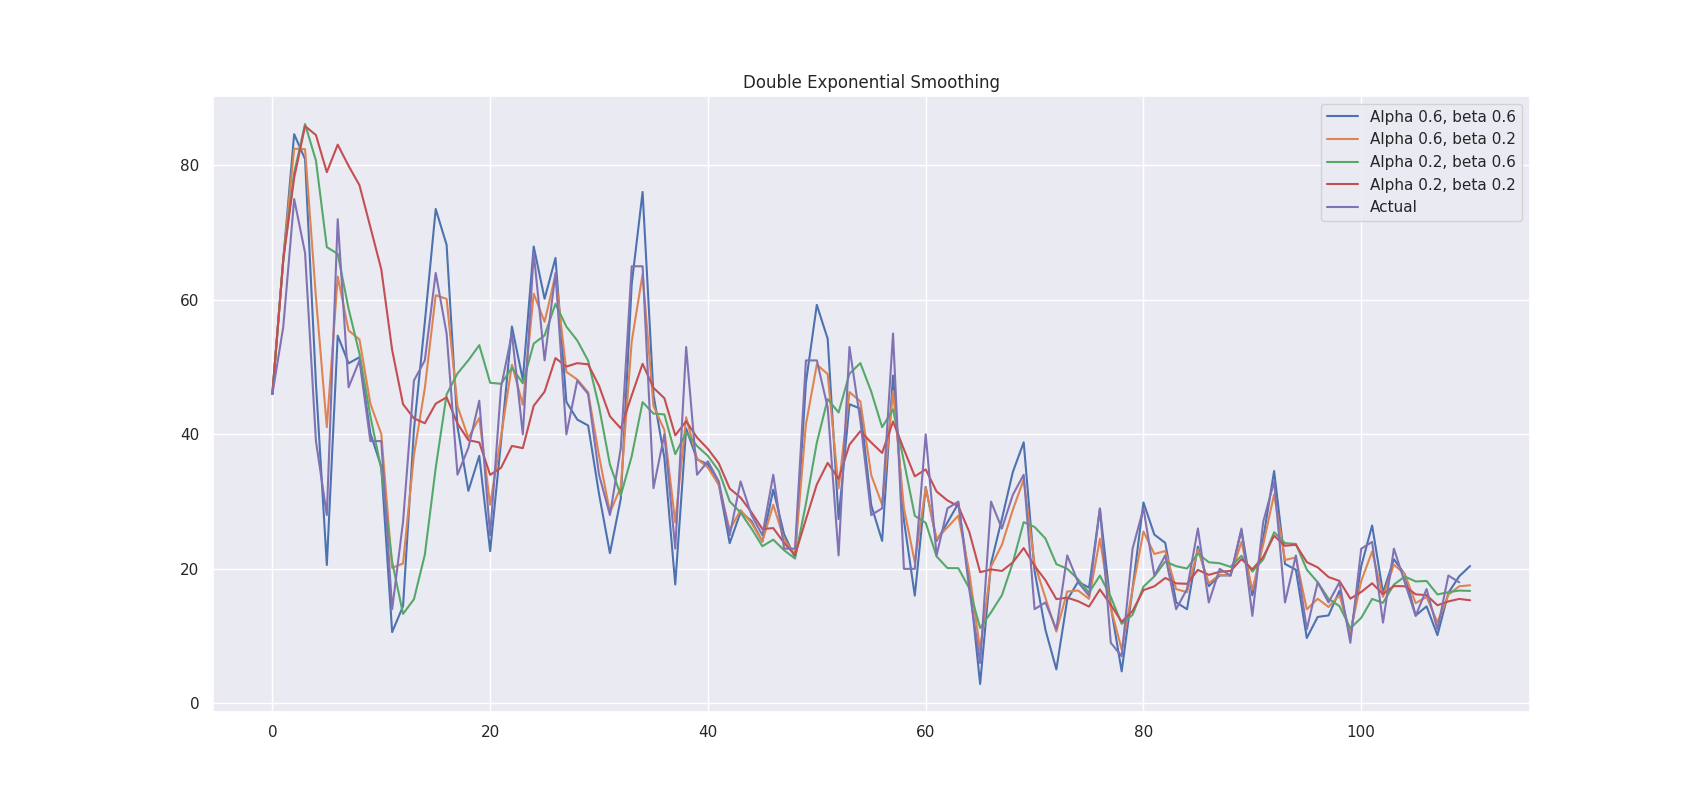 Double Exponential Smoothing
Alpha 0.6, beta 0.6
Alpha 0.6, beta 0.2
Alpha 0.2, beta 0.6
Alpha 0.2, beta 0.2
Actual
80
60
40
20
0
0 20 40 60 80 100